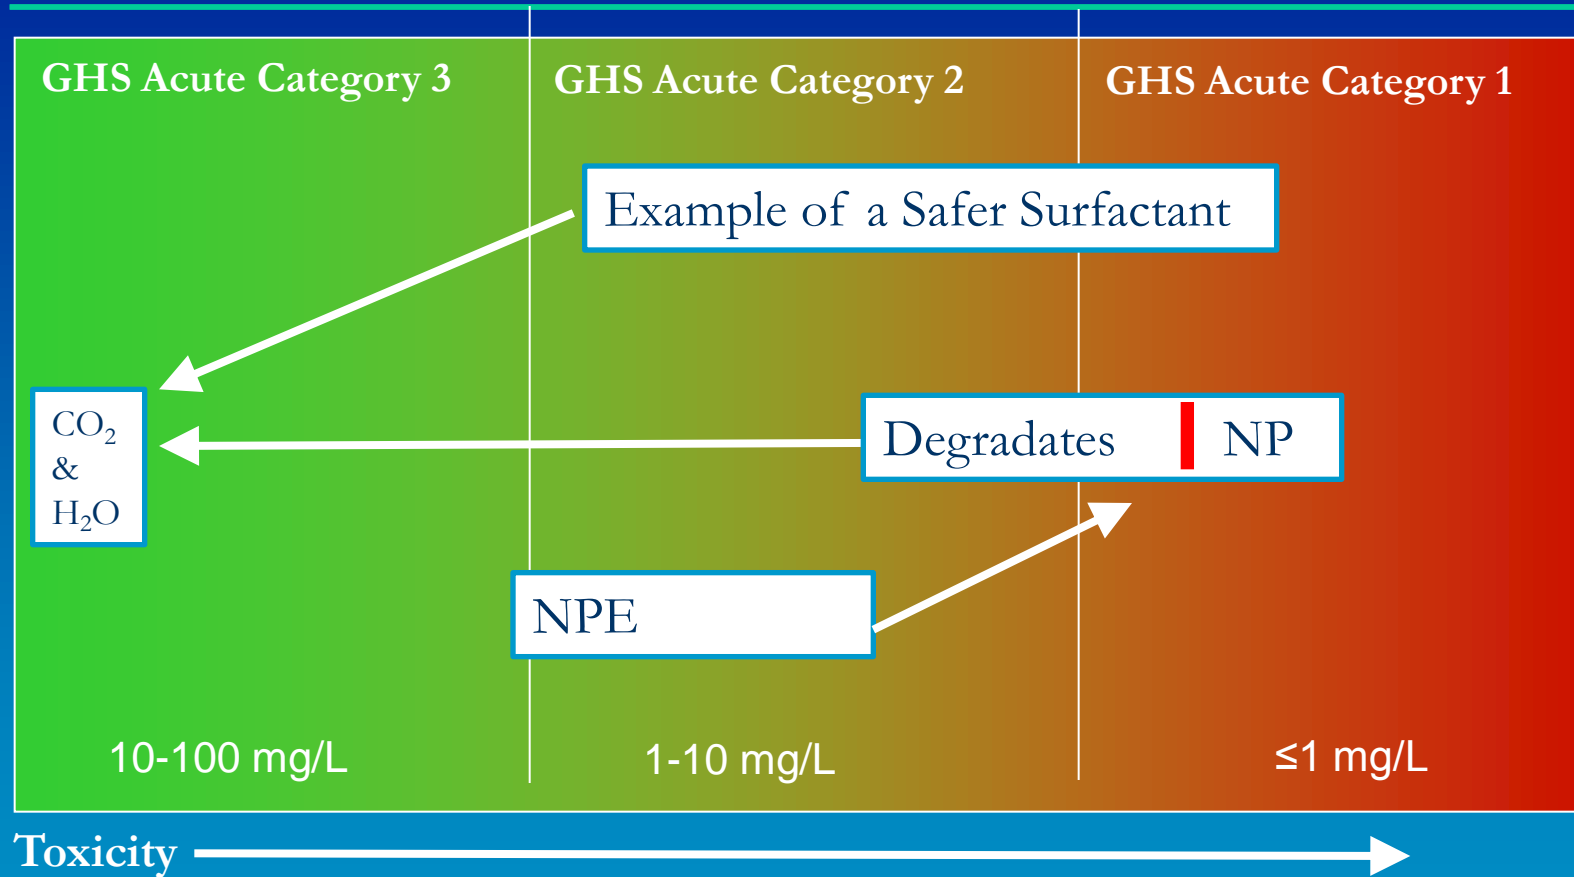 GHS Acute Category 3
GHS Acute Category 2
GHS Acute Category 1
Example of a Safer Surfactant
CO₂
&
H₂O
Degradates
NP
NPE
10-100 mg/L
1-10 mg/L
≤1 mg/L
Toxicity